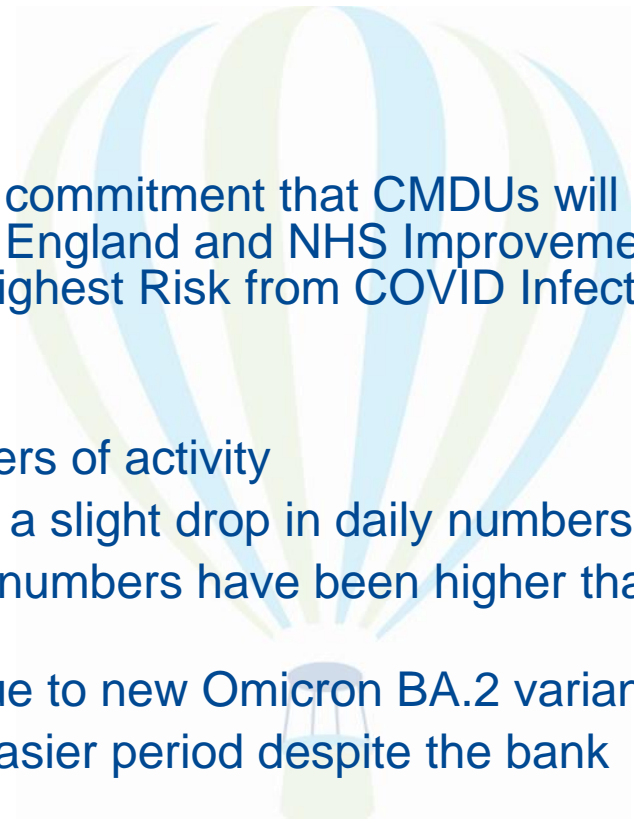 commitment that CMDUs will
England and NHS Improveme
ighest Risk from COVID Infect
ers of activity
a slight drop in daily numbers
numbers have been higher tha
ue to new Omicron BA.2 varian
asier period despite the bank